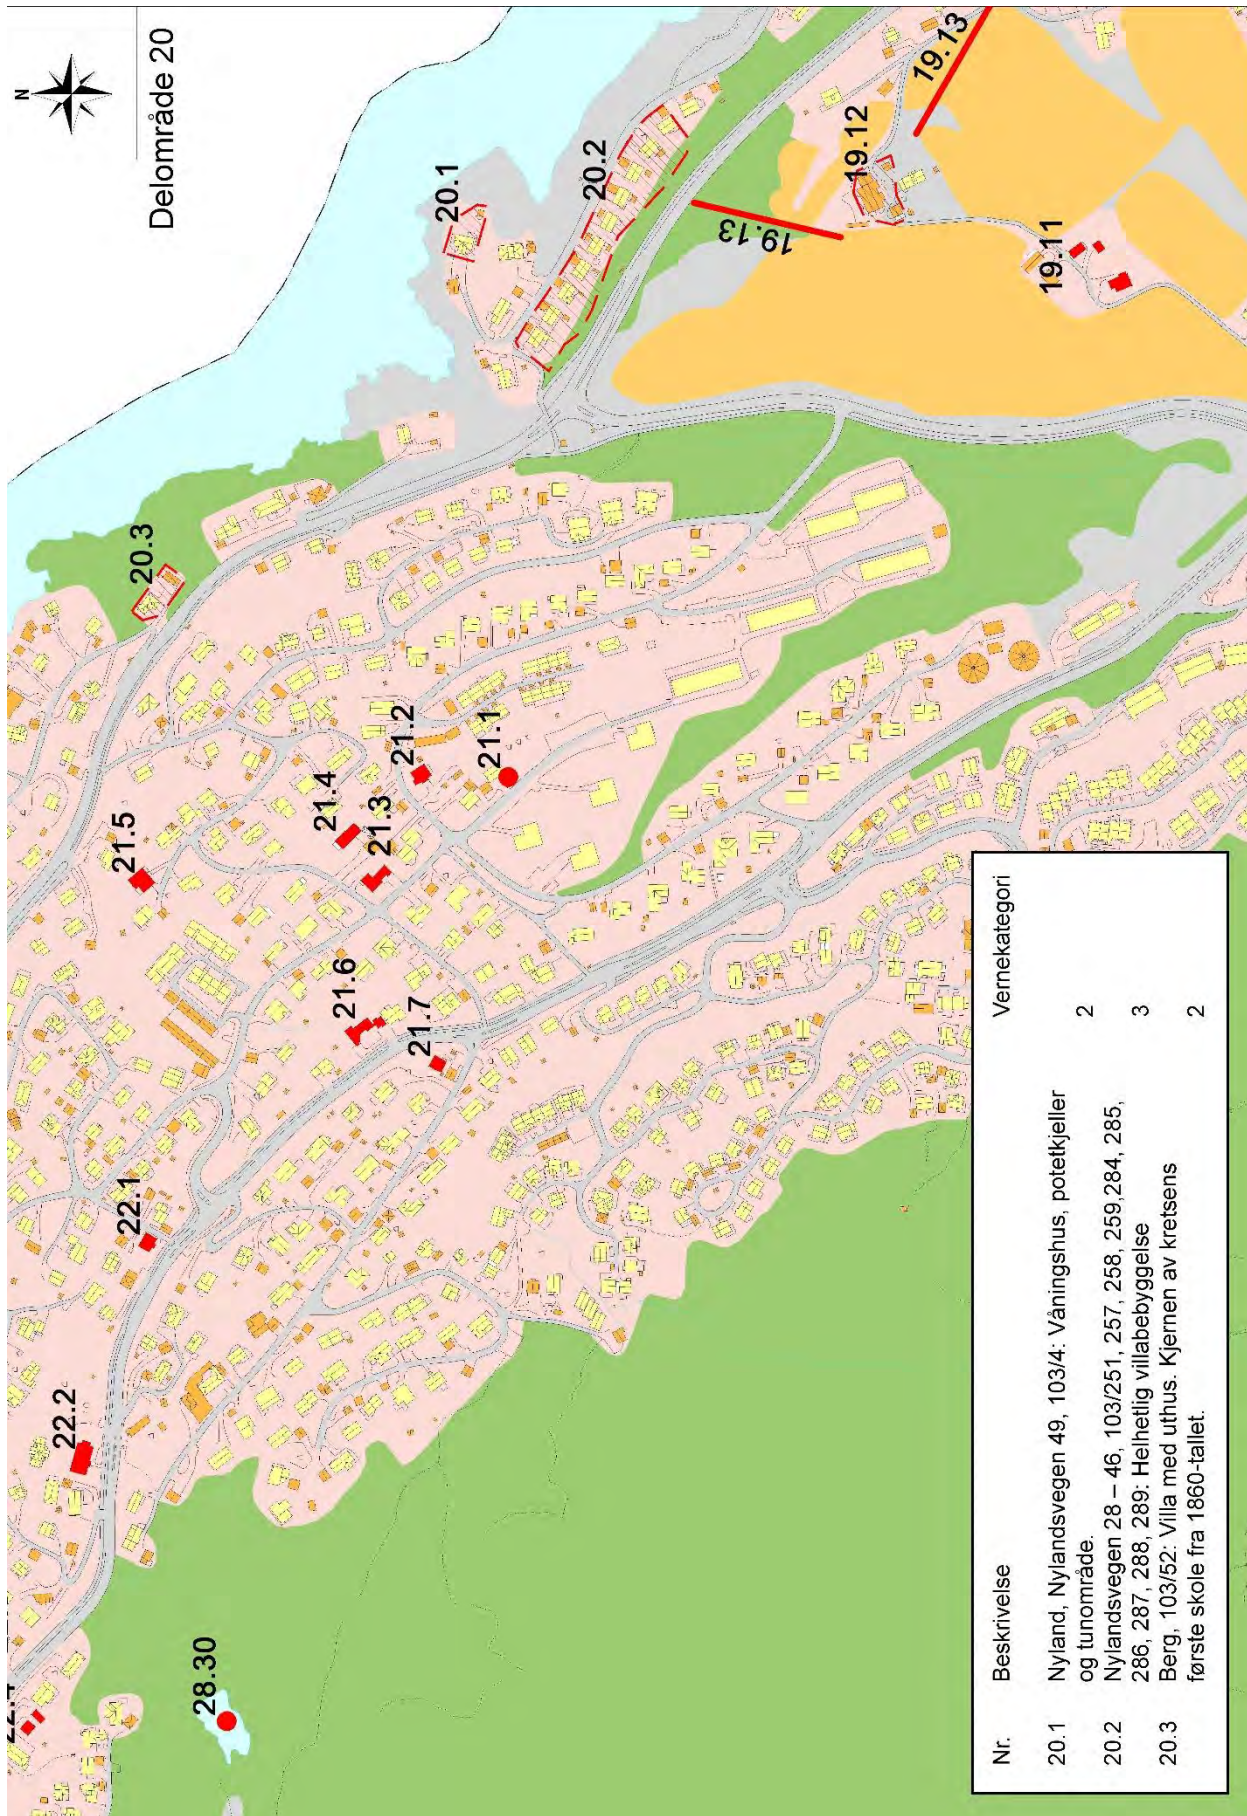 N
Delområde 20
20.1
20.2
20.3
19.13
19.13
19.12
19.11
21.1
21.2
21.3
21.4
21.5
21.6
21.7
22.1
22.2
28.30
Nr. Beskrivelse Vernekategori
20.1 Nyland, Nylandsvegen 49, 103/4: Våningshus, potetkjeller
og tunområde. 2
20.2 Nylandsvegen 28 – 46, 103/251, 257, 258, 259,284, 285,
286, 287, 288, 289: Helhetlig villabebyggelse 3
20.3 Berg, 103/52: Villa med uthus. Kjernen av kretsens
første skole fra 1860-tallet. 2